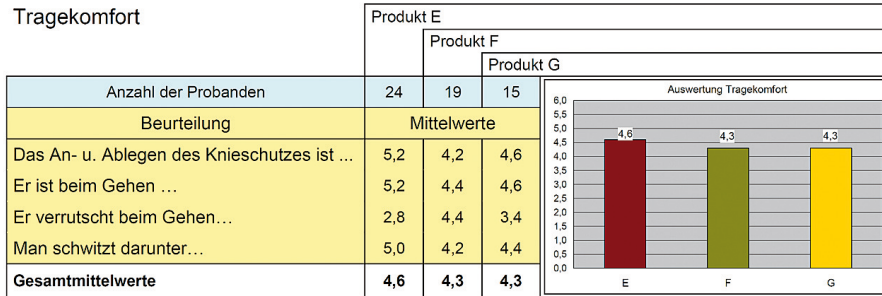 Tragekomfort
Produkt E
Produkt F
Produkt G
Anzahl der Probanden 24 19 15
Beurteilung Mittelwerte
Das An- u. Ablegen des Knieschutzes ist ... 5,2 4,2 4,6
Er ist beim Gehen … 5,2 4,4 4,6
Er verrutscht beim Gehen… 2,8 4,4 3,4
Man schwitzt darunter… 5,0 4,2 4,4
Gesamtmittelwerte 4,6 4,3 4,3
Auswertung Tragekomfort
6,0
5,5
5,0
4,5
4,0
3,5
3,0
2,5
2,0
1,5
1,0
0,5
0,0
4,6 4,3 4,3
E F G